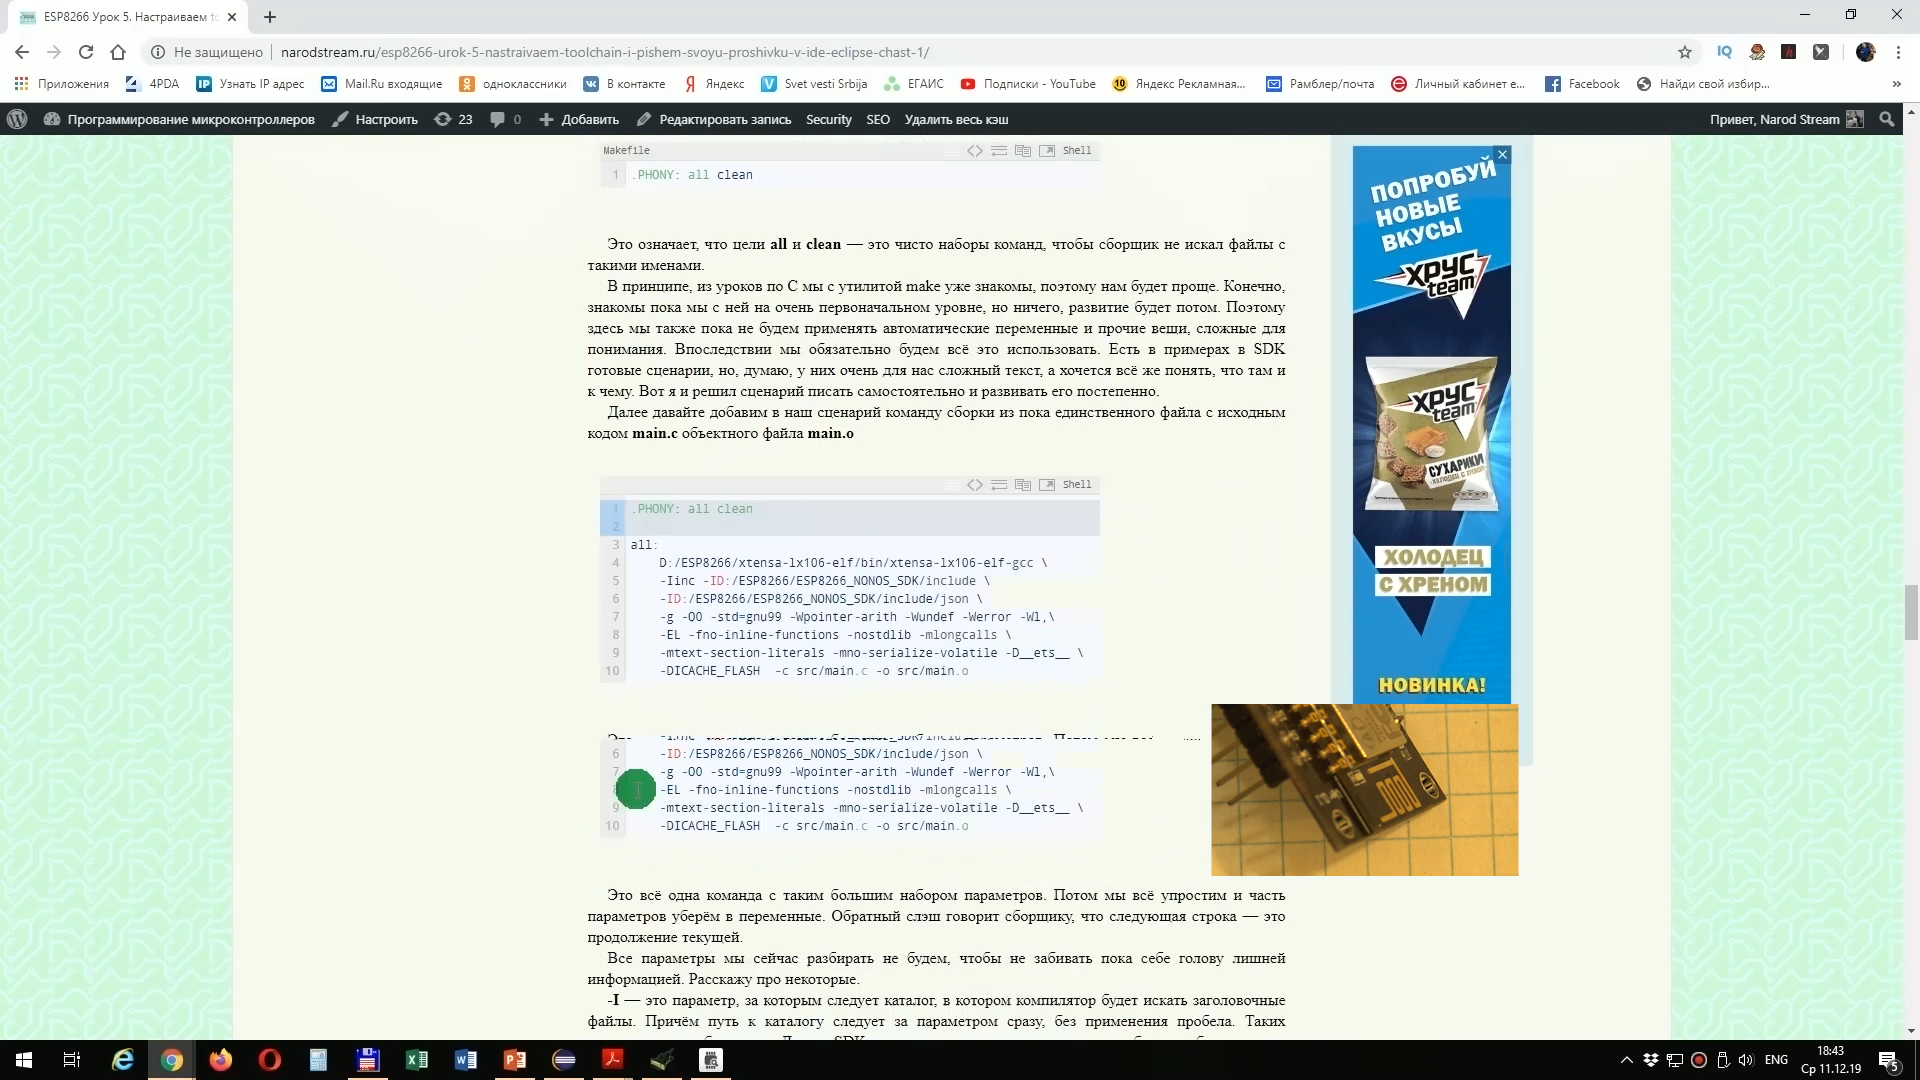 ESP8266 Урок 5. Настраиваем to
Не защищено
narodstream.ru/esp8266-urok-5-nastraivaem-toolchain-i-pishem-svoyu-proshivku-v-ide-eclipse-chast-1/
Приложения 4PDA Узнать IP адрес Mail.Ru входящие одноклассники В контакте Яндекс Svet vesti Srbija ЕГАИС Подписки - YouTube Яндекс Рекламная... Рамблер/почта Личный кабинет е... Facebook Найди свой избир...
Программирование микроконтроллеров Настроить 23 0 Добавить Редактировать запись Security SEO Удалить весь кэш Привет, Narod Stream
Makefile Shell
1 .PHONY: all clean
Это означает, что цели all и clean — это чисто наборы команд, чтобы сборщик не искал файлы с
такими именами.
В принципе, из уроков по C мы с утилитой make уже знакомы, поэтому нам будет проще. Конечно,
знакомы пока мы с ней на очень первоначальном уровне, но ничего, развитие будет потом. Поэтому
здесь мы также пока не будем применять автоматические переменные и прочие вещи, сложные для
понимания. Впоследствии мы обязательно будем всё это использовать. Есть в примерах в SDK
готовые сценарии, но, думаю, у них очень для нас сложный текст, а хочется всё же понять, что там и
к чему. Вот я и решил сценарий писать самостоятельно и развивать его постепенно.
Далее давайте добавим в наш сценарий команду сборки из пока единственного файла с исходным
кодом main.c объектного файла main.o
Shell
1 .PHONY: all clean
2
3 all:
4 D:/ESP8266/xtensa-lx106-elf/bin/xtensa-lx106-elf-gcc \
5 -Iinc -ID:/ESP8266/ESP8266_NONOS_SDK/include \
6 -ID:/ESP8266/ESP8266_NONOS_SDK/include/json \
7 -g -O0 -std=gnu99 -Wpointer-arith -Wundef -Werror -Wl,\
8 -EL -fno-inline-functions -nostdlib -mlongcalls \
9 -mtext-section-literals -mno-serialize-volatile -D__ets__ \
10 -DICACHE_FLASH -c src/main.c -o src/main.o
6 -ID:/ESP8266/ESP8266_NONOS_SDK/include/json \
7 -g -O0 -std=gnu99 -Wpointer-arith -Wundef -Werror -Wl,\
-EL -fno-inline-functions -nostdlib -mlongcalls \
9 -mtext-section-literals -mno-serialize-volatile -D__ets__ \
10 -DICACHE_FLASH -c src/main.c -o src/main.o
Это всё одна команда с таким большим набором параметров. Потом мы всё упростим и часть
параметров уберём в переменные. Обратный слэш говорит сборщику, что следующая строка — это
продолжение текущей.
Все параметры мы сейчас разбирать не будем, чтобы не забивать пока себе голову лишней
информацией. Расскажу про некоторые.
-I — это параметр, за которым следует каталог, в котором компилятор будет искать заголовочные
файлы. Причём путь к каталогу следует за параметром сразу, без применения пробела. Таких
ПОПРОБУЙ
НОВЫЕ
ВКУСЫ
ХРУС
team
ХРУС
team
СУХАРИКИ
ХОЛОДЕЦ
С ХРЕНОМ
НОВИНКА!
ENG
18:43
Ср 11.12.19
5